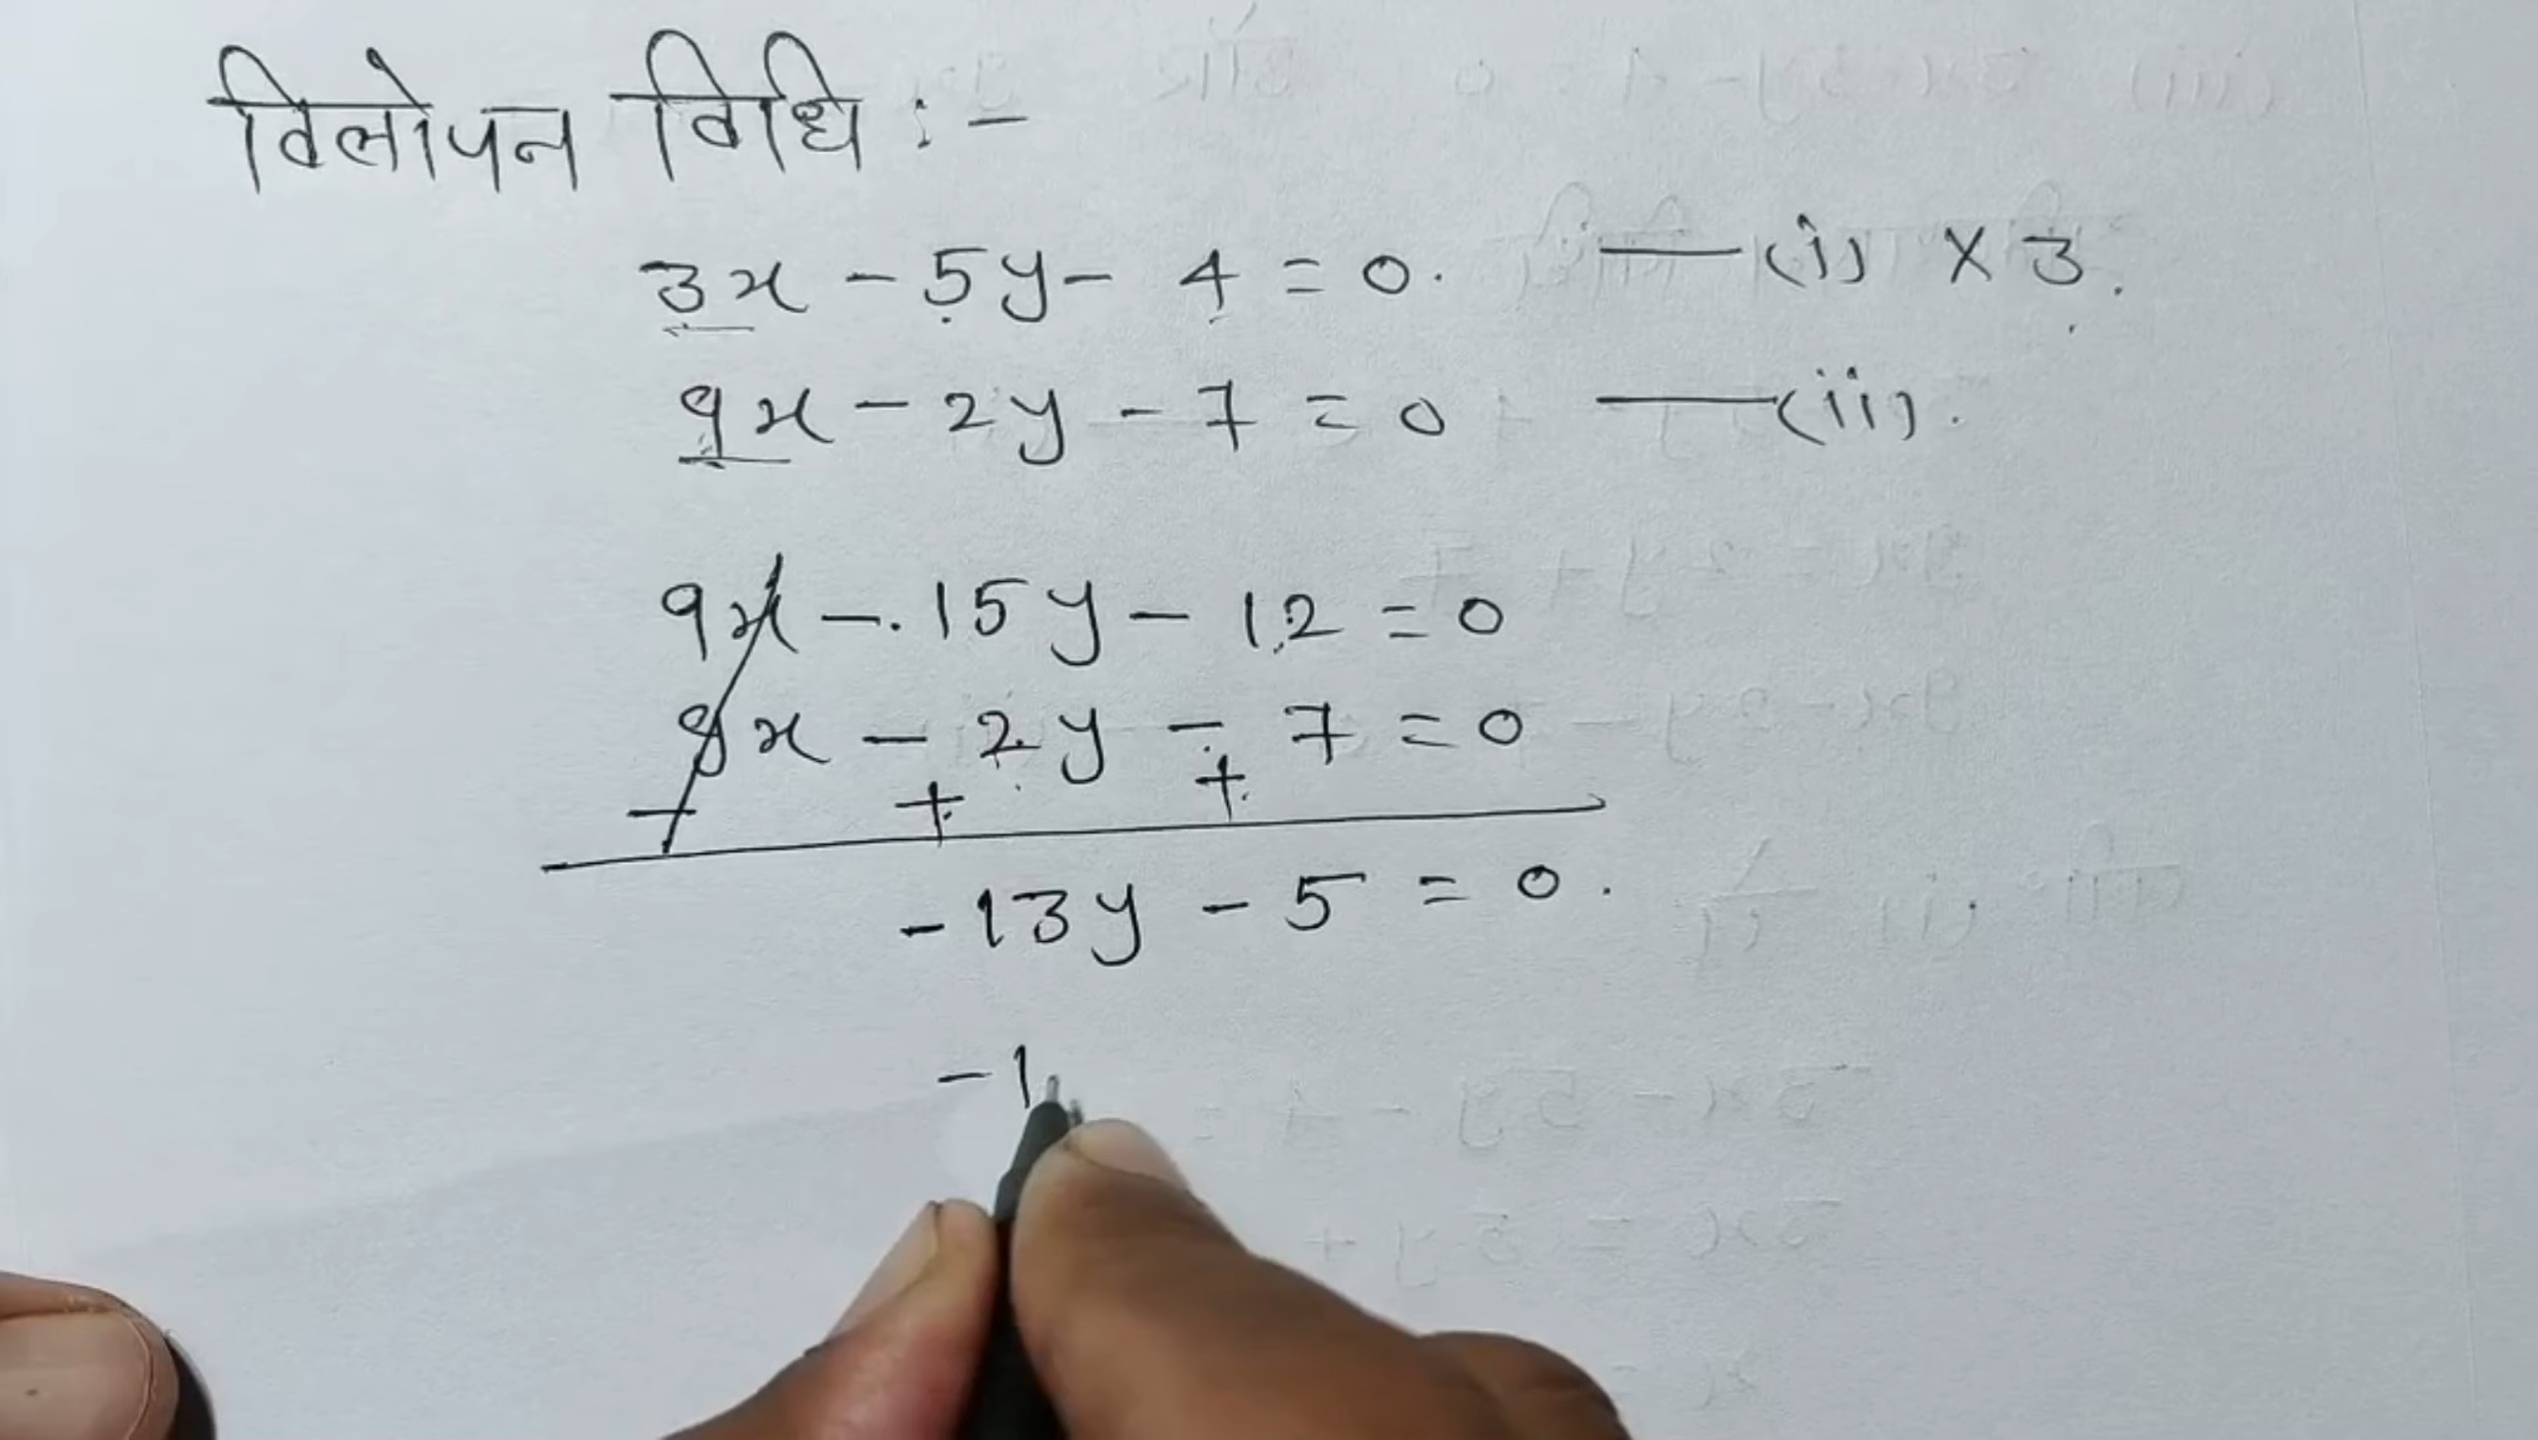 विलोपन विधि :-
3x - 5y - 4 = 0. —(i) × 3.
9x - 2y - 7 = 0 —(ii).
9x - 15y - 12 = 0
9x - 2y - 7 = 0
- + +
-13y - 5 = 0.
-1